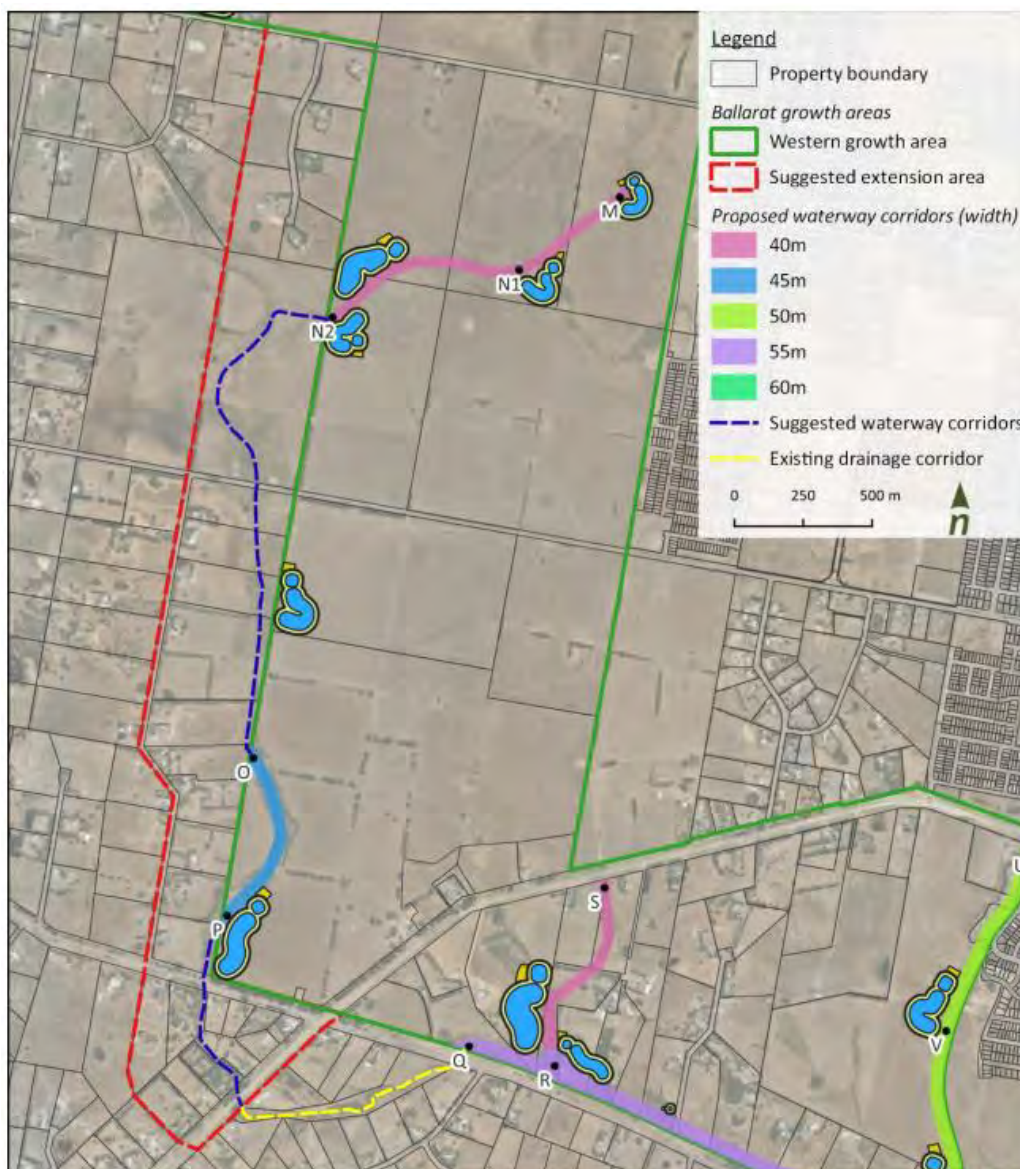 Legend
Property boundary
Ballarat growth areas
Western growth area
Suggested extension area
Proposed waterway corridors (width)
40m
45m
50m
55m
60m
Suggested waterway corridors
Existing drainage corridor
0 250 500 m
n
M
N1
N2
O
P
S
U
Q
R
V